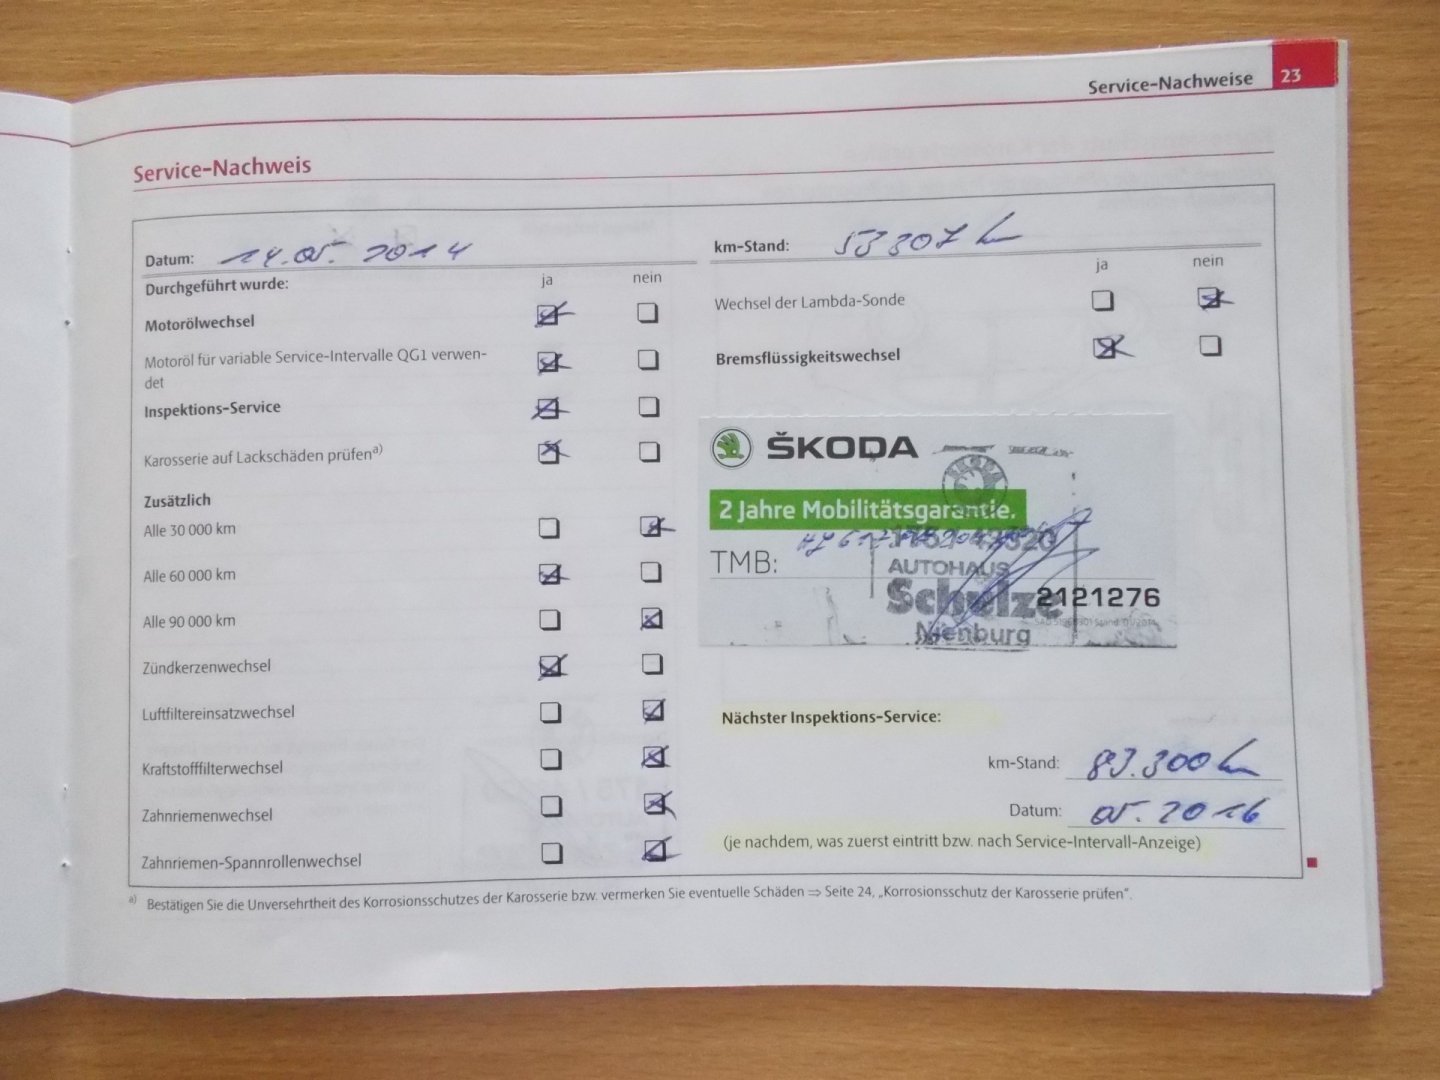 Service-Nachweise 23
Service-Nachweis
Datum: 14.05.2014
km-Stand: 53307 km
Durchgeführt wurde: ja nein
ja nein
Motorölwechsel
Wechsel der Lambda-Sonde
Motoröl für variable Service-Intervalle QG1 verwen-
det
Bremsflüssigkeitswechsel
Inspektions-Service
Karosserie auf Lackschäden prüfen a)
Zusätzlich
Alle 30 000 km
Alle 60 000 km
Alle 90 000 km
Zündkerzenwechsel
Luftfiltereinsatzwechsel
Kraftstofffilterwechsel
Zahnriemenwechsel
Zahnriemen-Spannrollenwechsel
ŠKODA
2 Jahre Mobilitätsgarantie.
TMB:
AUTOHAUS
Schulze
2121276
Nienburg
Nächster Inspektions-Service:
km-Stand: 83.300 km
Datum: 05.2016
(je nachdem, was zuerst eintritt bzw. nach Service-Intervall-Anzeige)
a) Bestätigen Sie die Unversehrtheit des Korrosionsschutzes der Karosserie bzw. vermerken Sie eventuelle Schäden ⇒ Seite 24, „Korrosionsschutz der Karosserie prüfen“.